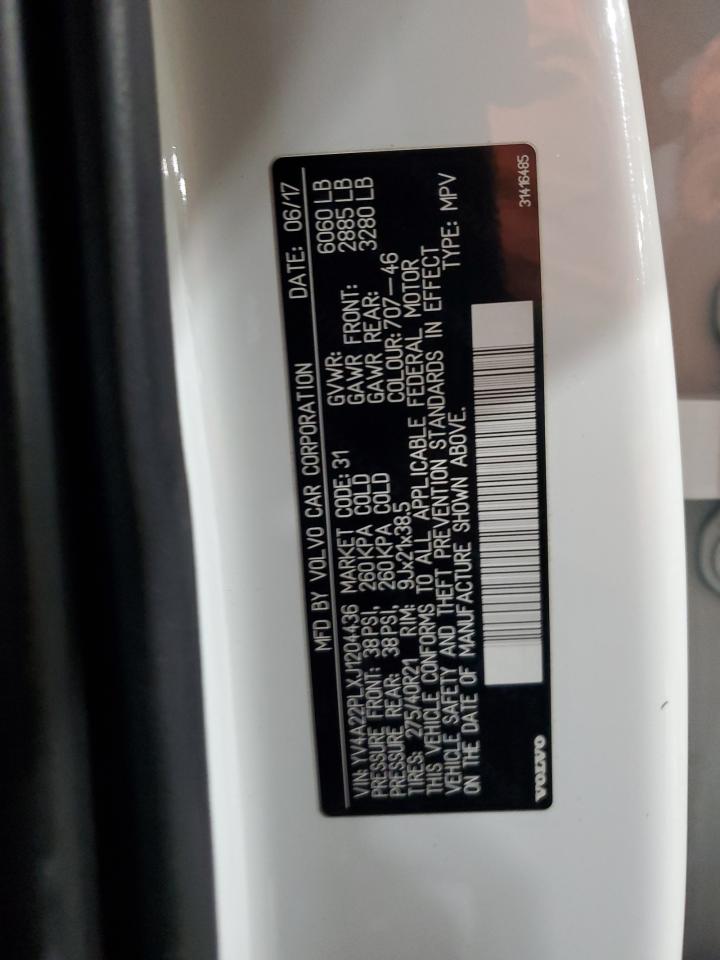 MFD BY VOLVO CAR CORPORATION DATE: 06/17
VIN: YV4A22PLXJ1204436 MARKET CODE: 31 GVWR: 6060 LB
PRESSURE FRONT: 38PSI, 260KPA COLD GAWR FRONT: 2885 LB
PRESSURE REAR: 38PSI, 260KPA COLD GAWR REAR: 3280 LB
TIRES: 275/40R21 RIM: 9Jx21x38.5 COLOUR: 707-46
THIS VEHICLE CONFORMS TO ALL APPLICABLE FEDERAL MOTOR
VEHICLE SAFETY AND THEFT PREVENTION STANDARDS IN EFFECT
ON THE DATE OF MANUFACTURE SHOWN ABOVE. TYPE: MPV
VOLVO 31416485